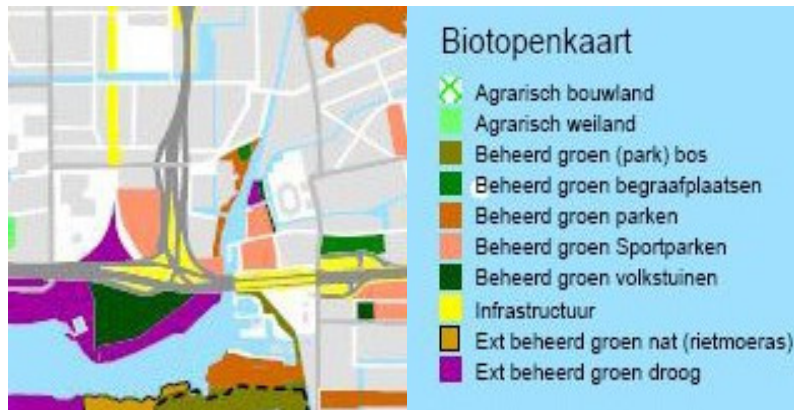 Biotopenkaart
Agrarisch bouwland
Agrarisch weiland
Beheerd groen (park) bos
Beheerd groen begraafplaatsen
Beheerd groen parken
Beheerd groen Sportparken
Beheerd groen volkstuinen
Infrastructuur
Ext beheerd groen nat (rietmoeras)
Ext beheerd groen droog